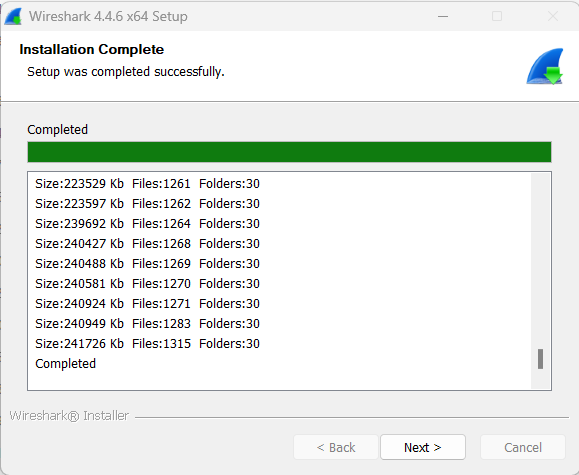 Wireshark 4.4.6 x64 Setup
Installation Complete
Setup was completed successfully.
Completed
Size:223529 Kb  Files:1261  Folders:30
Size:223597 Kb  Files:1262  Folders:30
Size:239692 Kb  Files:1264  Folders:30
Size:240427 Kb  Files:1268  Folders:30
Size:240488 Kb  Files:1269  Folders:30
Size:240581 Kb  Files:1270  Folders:30
Size:240924 Kb  Files:1271  Folders:30
Size:240949 Kb  Files:1283  Folders:30
Size:241726 Kb  Files:1315  Folders:30
Completed
Wireshark® Installer
< Back  Next >  Cancel